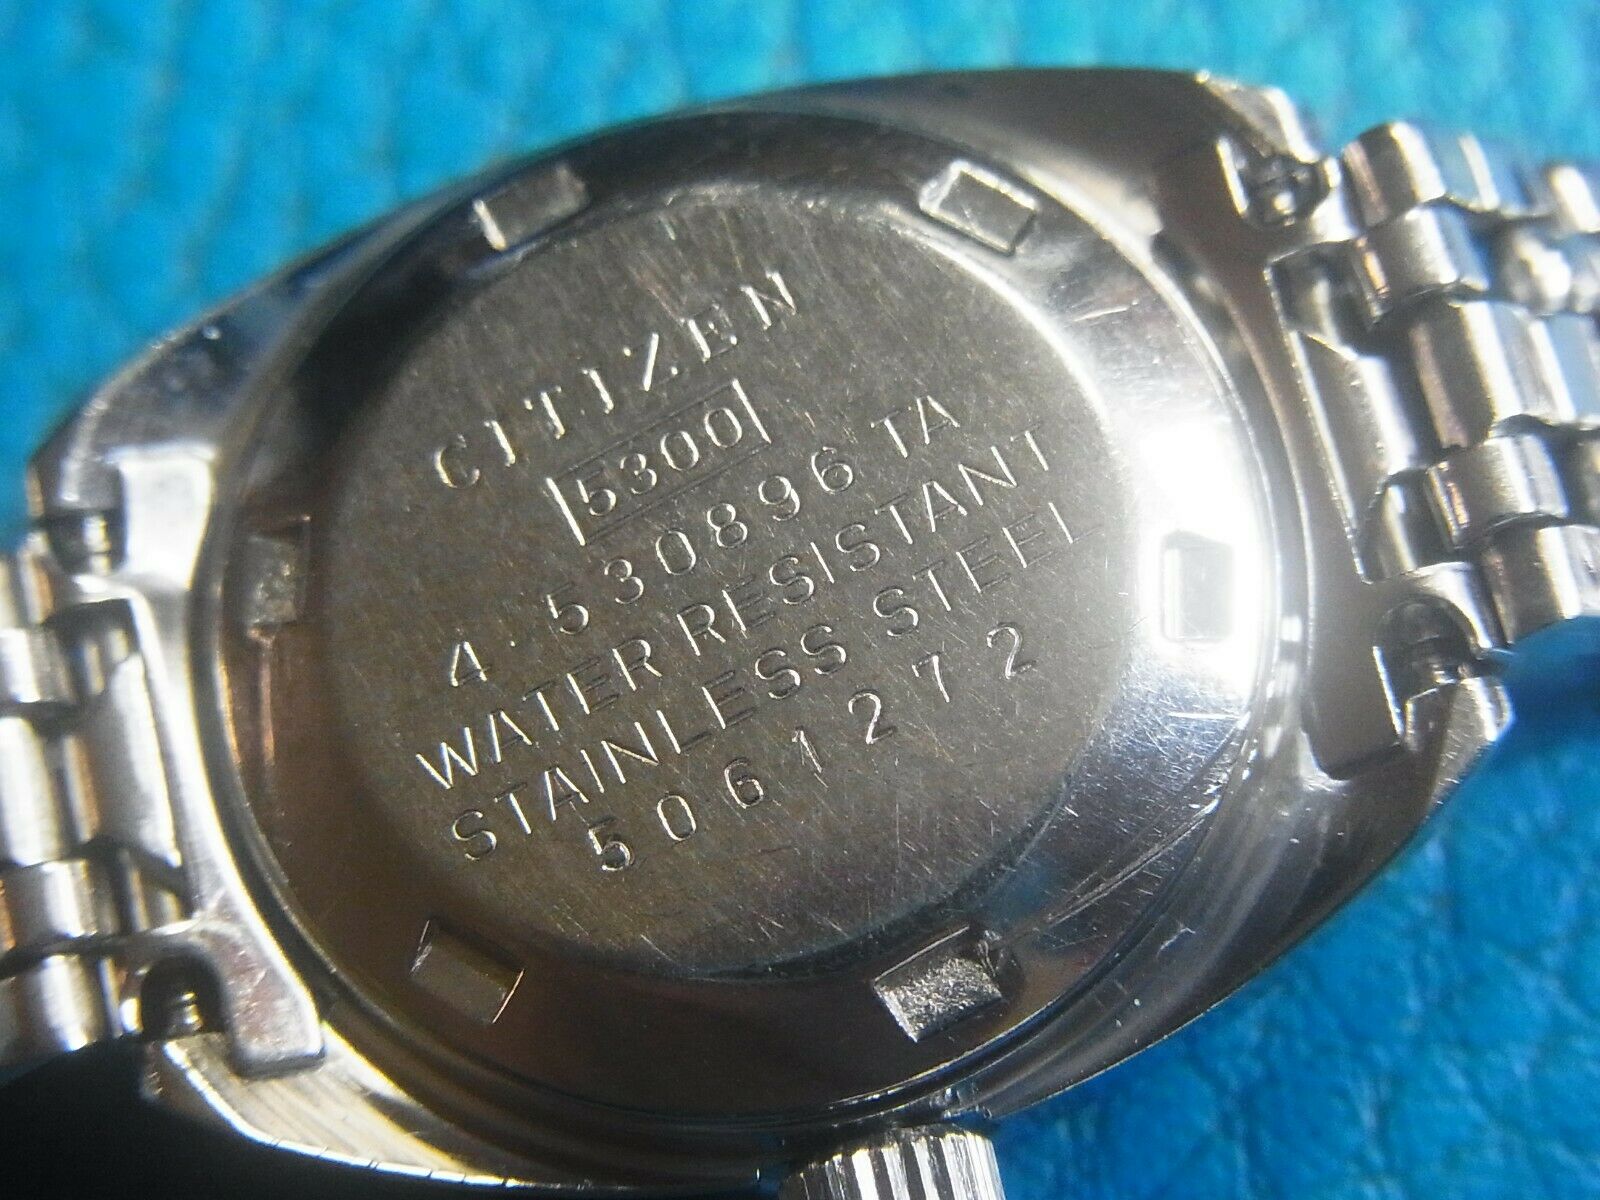 CITIZEN
5300
4-530896 TA
WATER RESISTANT
STAINLESS STEEL
5061272